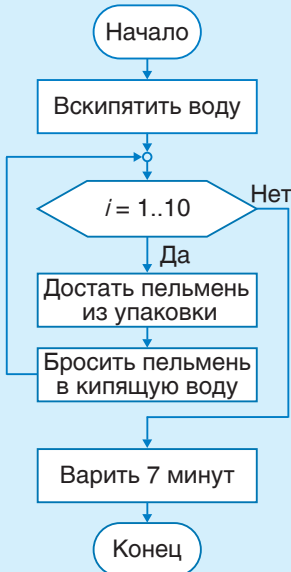 Начало
Вскипятить воду
i = 1..10
Нет
Да
Достать пельмень
из упаковки
Бросить пельмень
в кипящую воду
Варить 7 минут
Конец